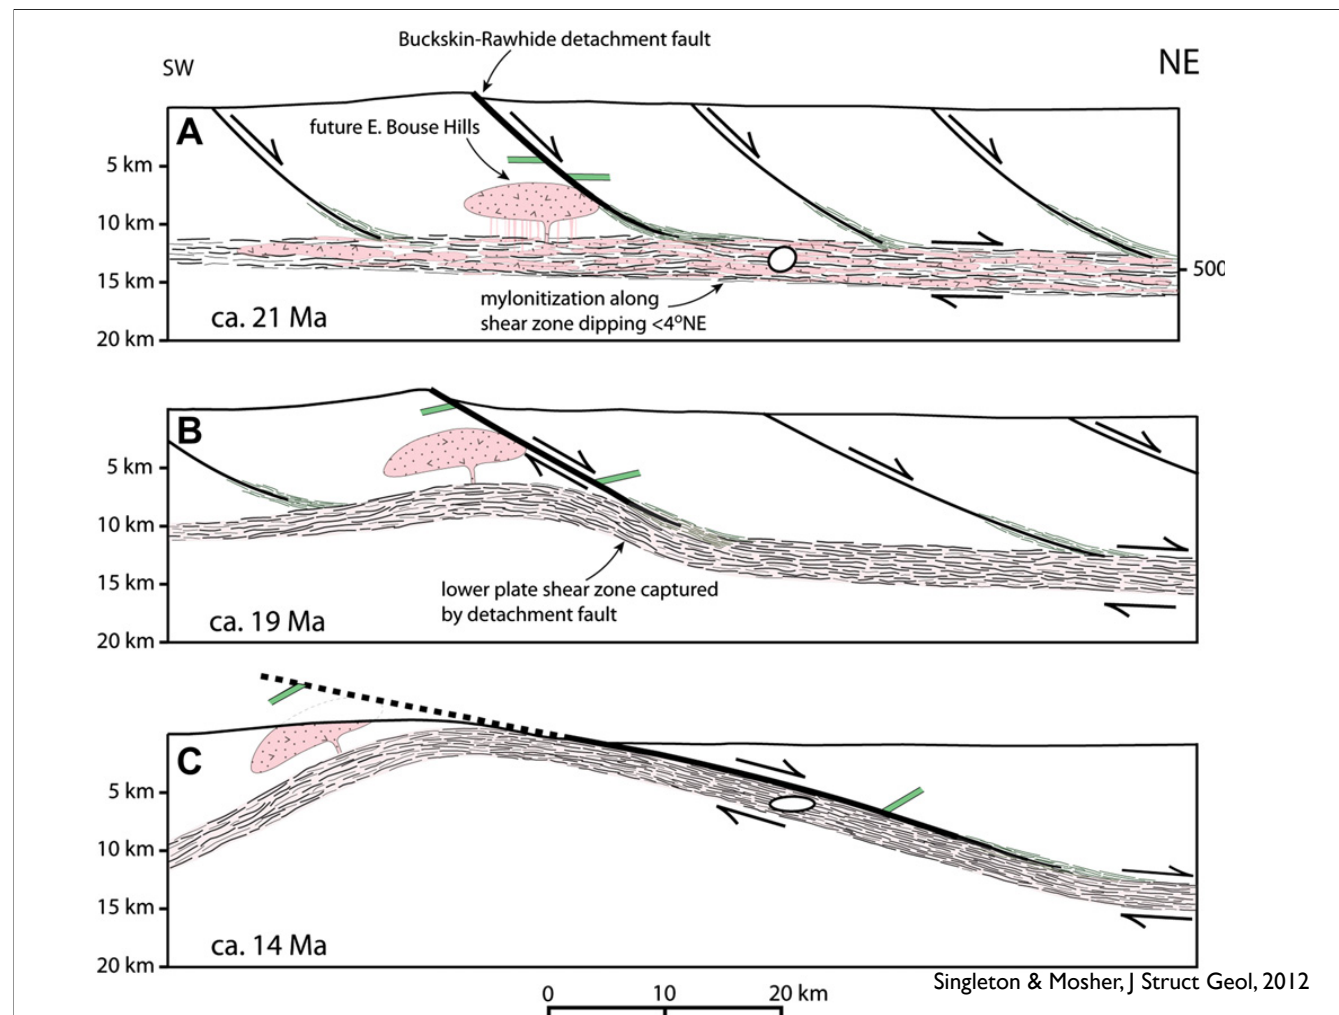 Buckskin-Rawhide detachment fault
SW
NE
A
future E. Bouse Hills
5 km
10 km
15 km
500
mylonitization along
shear zone dipping <4ºNE
ca. 21 Ma
20 km
B
5 km
10 km
15 km
lower plate shear zone captured
by detachment fault
ca. 19 Ma
20 km
C
5 km
10 km
15 km
ca. 14 Ma
20 km
Singleton & Mosher, J Struct Geol, 2012
0 10 20 km